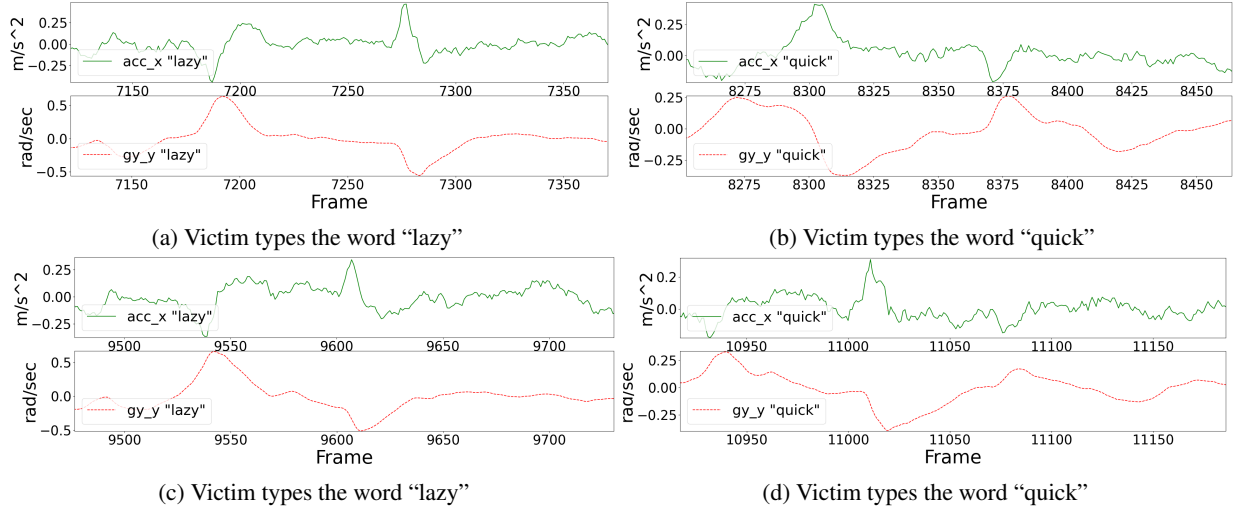 m/s^2
0.25
0.00
−0.25
acc_x "lazy"
7150 7200 7250 7300 7350
rad/sec
0.5
0.0
−0.5
gy_y "lazy"
7150 7200 7250 7300 7350
Frame
(a) Victim types the word “lazy”
m/s^2
0.25
0.00
acc_x "quick"
8275 8300 8325 8350 8375 8400 8425 8450
rad/sec
0.25
0.00
−0.25
gy_y "quick"
8275 8300 8325 8350 8375 8400 8425 8450
Frame
(b) Victim types the word “quick”
m/s^2
0.25
0.00
−0.25
acc_x "lazy"
9500 9550 9600 9650 9700
rad/sec
0.5
0.0
−0.5
gy_y "lazy"
9500 9550 9600 9650 9700
Frame
(c) Victim types the word “lazy”
m/s^2
0.2
0.0
acc_x "quick"
10950 11000 11050 11100 11150
rad/sec
0.25
0.00
−0.25
gy_y "quick"
10950 11000 11050 11100 11150
Frame
(d) Victim types the word “quick”